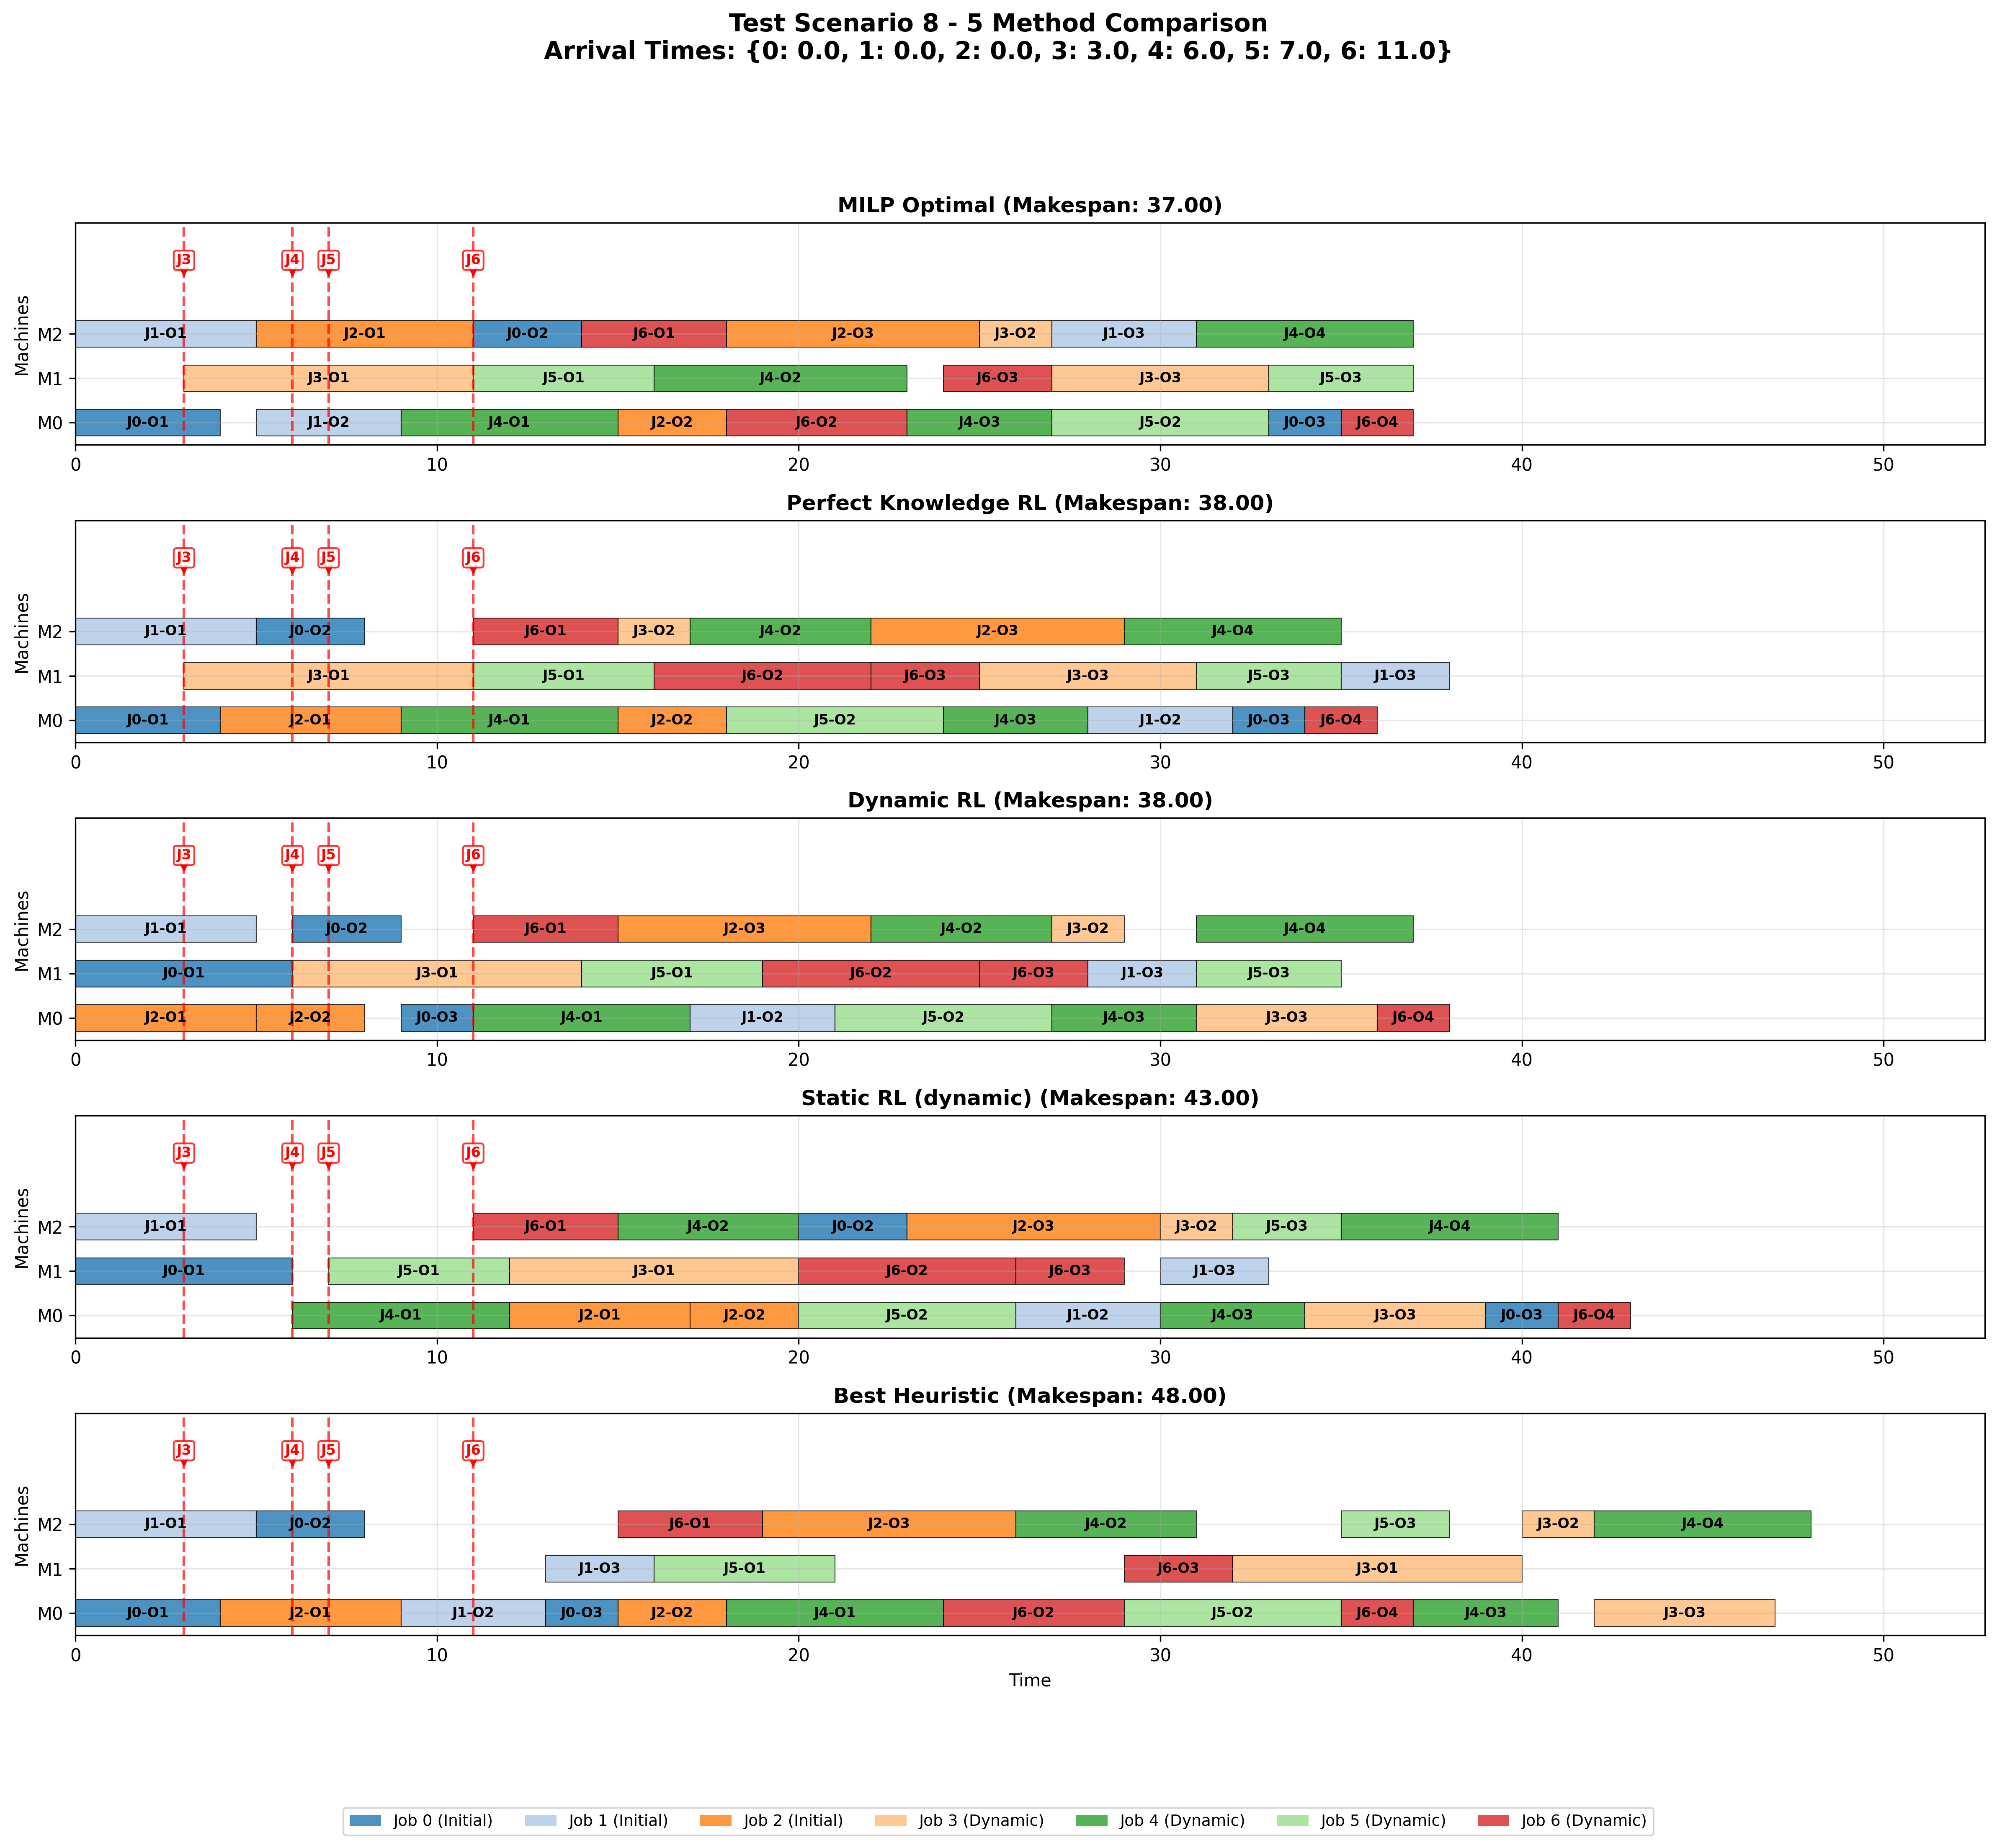 Test Scenario 8 - 5 Method Comparison
Arrival Times: {0: 0.0, 1: 0.0, 2: 0.0, 3: 3.0, 4: 6.0, 5: 7.0, 6: 11.0}
MILP Optimal (Makespan: 37.00)
J3 J4 J5 J6
Machines
M2 J1-O1 J2-O1 J0-O2 J6-O1 J2-O3 J3-O2 J1-O3 J4-O4
M1 J3-O1 J5-O1 J4-O2 J6-O3 J3-O3 J5-O3
M0 J0-O1 J1-O2 J4-O1 J2-O2 J6-O2 J4-O3 J5-O2 J0-O3 J6-O4
0 10 20 30 40 50
Perfect Knowledge RL (Makespan: 38.00)
J3 J4 J5 J6
Machines
M2 J1-O1 J0-O2 J6-O1 J3-O2 J4-O2 J2-O3 J4-O4
M1 J3-O1 J5-O1 J6-O2 J6-O3 J3-O3 J5-O3 J1-O3
M0 J0-O1 J2-O1 J4-O1 J2-O2 J5-O2 J4-O3 J1-O2 J0-O3 J6-O4
0 10 20 30 40 50
Dynamic RL (Makespan: 38.00)
J3 J4 J5 J6
Machines
M2 J1-O1 J0-O2 J6-O1 J2-O3 J4-O2 J3-O2 J4-O4
M1 J0-O1 J3-O1 J5-O1 J6-O2 J6-O3 J1-O3 J5-O3
M0 J2-O1 J2-O2 J0-O3 J4-O1 J1-O2 J5-O2 J4-O3 J3-O3 J6-O4
0 10 20 30 40 50
Static RL (dynamic) (Makespan: 43.00)
J3 J4 J5 J6
Machines
M2 J1-O1 J6-O1 J4-O2 J0-O2 J2-O3 J3-O2 J5-O3 J4-O4
M1 J0-O1 J5-O1 J3-O1 J6-O2 J6-O3 J1-O3
M0 J4-O1 J2-O1 J2-O2 J5-O2 J1-O2 J4-O3 J3-O3 J0-O3 J6-O4
0 10 20 30 40 50
Best Heuristic (Makespan: 48.00)
J3 J4 J5 J6
Machines
M2 J1-O1 J0-O2 J6-O1 J2-O3 J4-O2 J5-O3 J3-O2 J4-O4
M1 J1-O3 J5-O1 J6-O3 J3-O1
M0 J0-O1 J2-O1 J1-O2 J0-O3 J2-O2 J4-O1 J6-O2 J5-O2 J6-O4 J4-O3 J3-O3
0 10 20 30 40 50
Time
Job 0 (Initial) Job 1 (Initial) Job 2 (Initial) Job 3 (Dynamic) Job 4 (Dynamic) Job 5 (Dynamic) Job 6 (Dynamic)